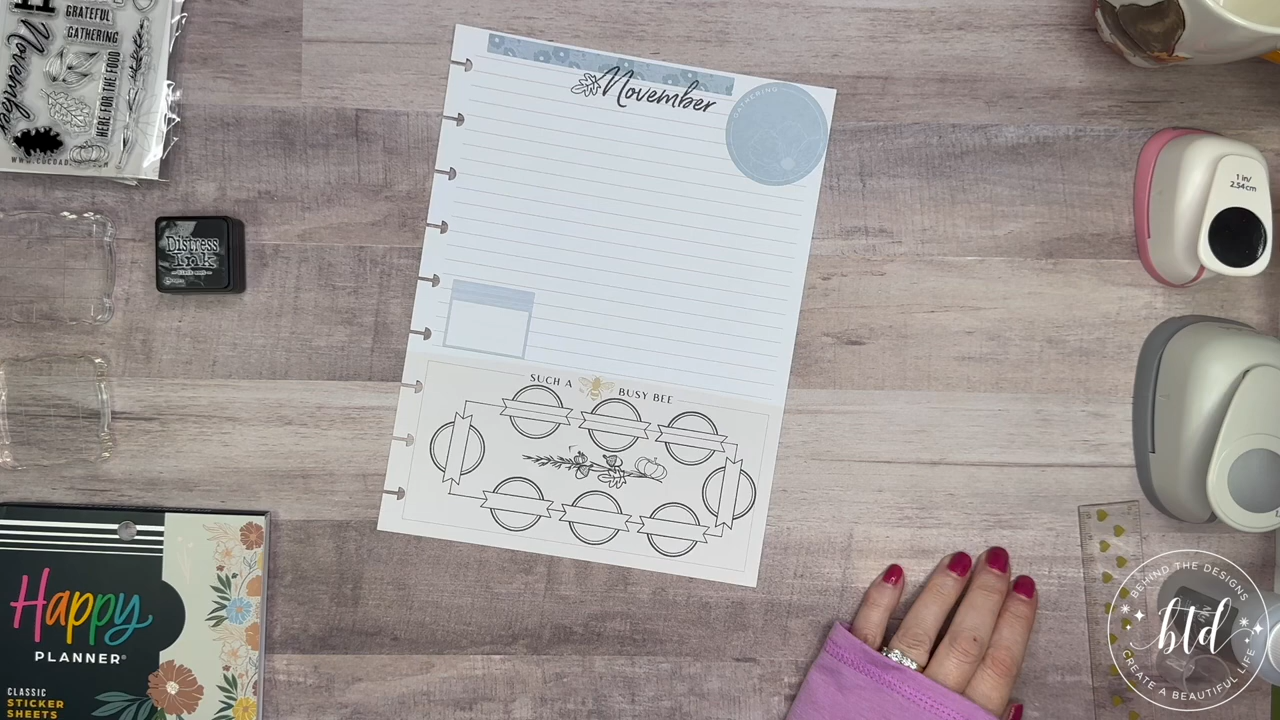 GRATEFUL
GATHERING
November
HERE FOR THE FOOD
November
GATHERING
1 in/
2.54cm
Distress
Ink
SUCH A BUSY BEE
Happy
PLANNER®
CLASSIC
STICKER
SHEETS
BEHIND THE DESIGNS
btd
CREATE A BEAUTIFUL LIFE